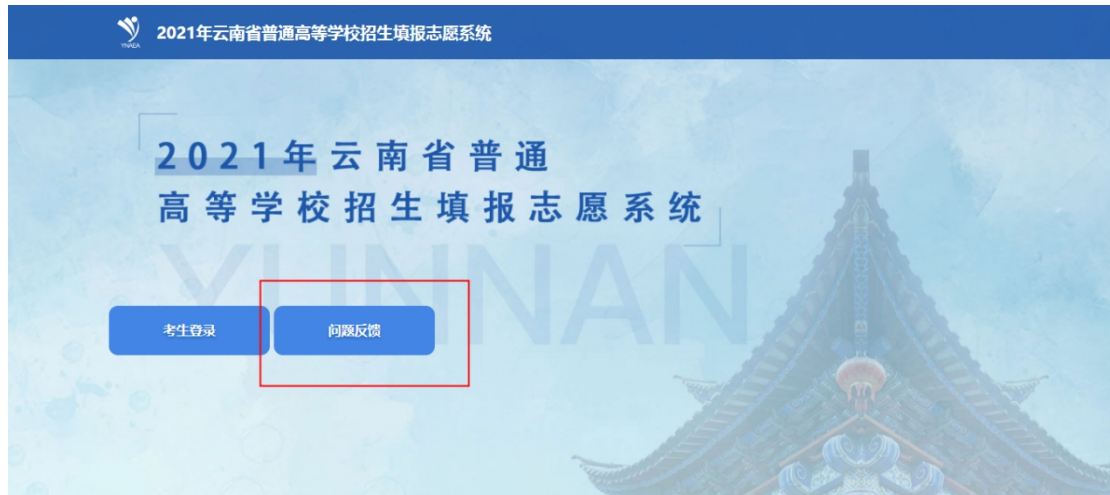 YNAEA
2021年云南省普通高等学校招生填报志愿系统
2021年云南省普通
高等学校招生填报志愿系统
YUNNAN
考生登录
问题反馈